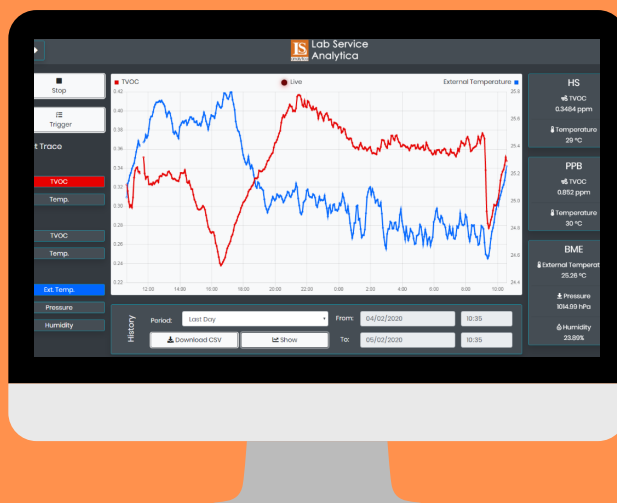 Lab Service
Analytica
Stop
Trigger
t Trace
TVOC
Temp.
TVOC
Temp.
Ext. Temp.
Pressure
Humidity
TVOC
Live
External Temperature
0.42
0.40
0.38
0.36
0.34
0.32
0.30
0.28
0.26
0.24
0.22
25.8
25.6
25.4
25.2
25.0
24.8
24.6
24.4
12:00 14:00 16:00 18:00 20:00 22:00 0:00 2:00 4:00 6:00 8:00 10:00
History
Period: Last Day
Download CSV
Show
From: 04/02/2020 10:35
To: 05/02/2020 10:35
HS
TVOC
0.3484 ppm
Temperature
29 °C
PPB
TVOC
0.852 ppm
Temperature
30 °C
BME
External Temperat
25.26 °C
Pressure
1014.99 hPa
Humidity
23.89%